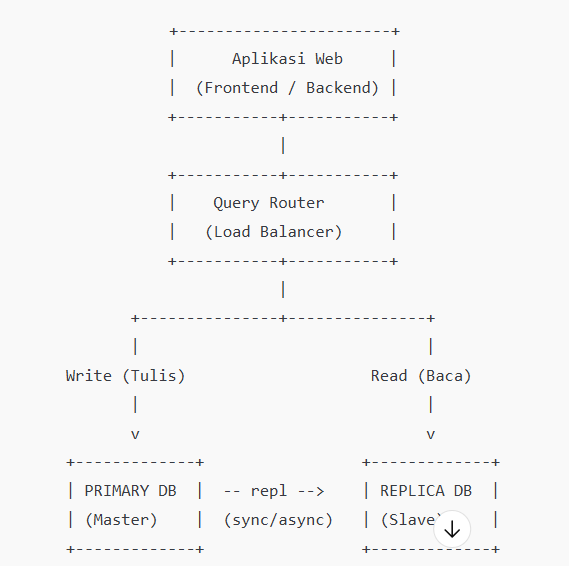 Aplikasi Web
(Frontend / Backend)
Query Router
(Load Balancer)
Write (Tulis) Read (Baca)
v v
PRIMARY DB -- repl --> REPLICA DB
(Master) (sync/async) (Slave)